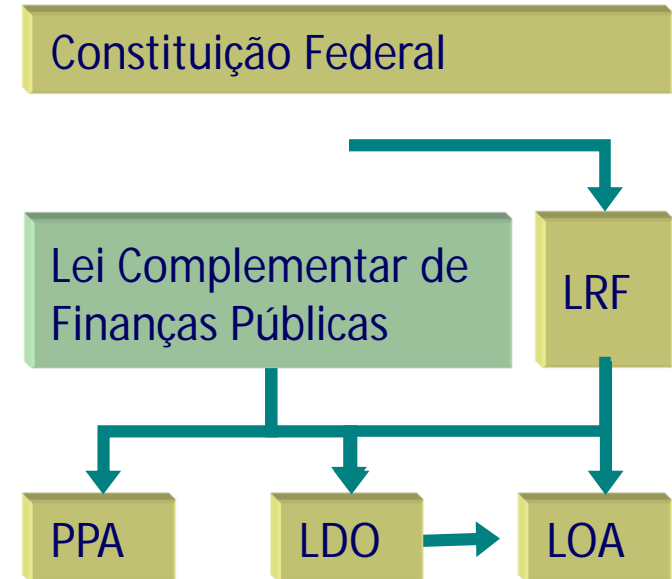 Constituição Federal
Lei Complementar de
Finanças Públicas
LRF
PPA
LDO
LOA